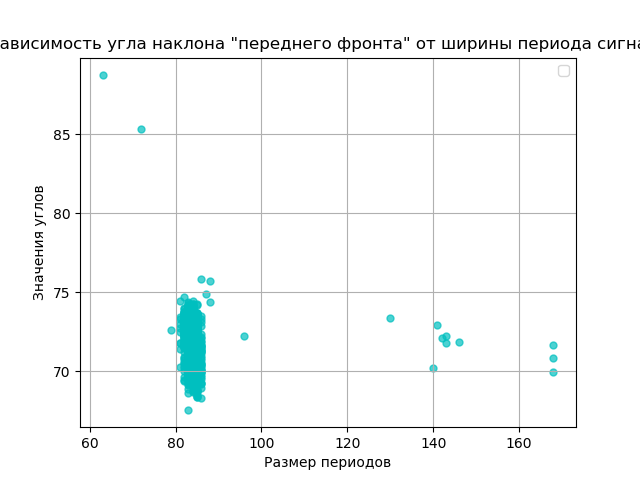 ависимость угла наклона "переднего фронта" от ширины периода сигна
85
80
75
70
Значения углов
60 80 100 120 140 160
Размер периодов